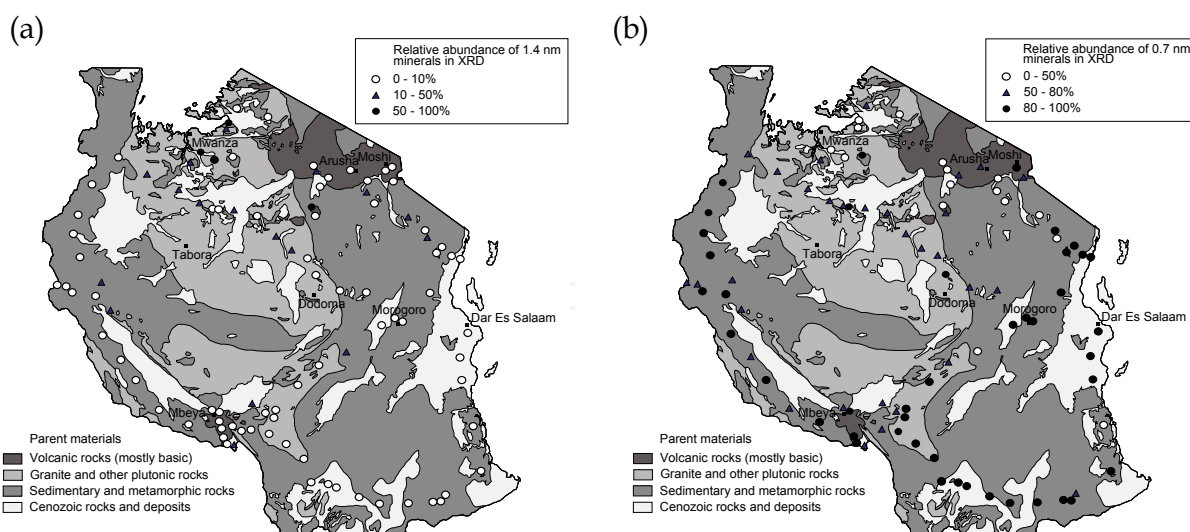 (a)
Relative abundance of 1.4 nm
minerals in XRD
0 - 10%
10 - 50%
50 - 100%
Mwanza
Arusha
Moshi
Tabora
Dodoma
Morogoro
Dar Es Salaam
Mbeya
Parent materials
Volcanic rocks (mostly basic)
Granite and other plutonic rocks
Sedimentary and metamorphic rocks
Cenozoic rocks and deposits
(b)
Relative abundance of 0.7 nm
minerals in XRD
0 - 50%
50 - 80%
80 - 100%
Mwanza
Arusha
Moshi
Tabora
Dodoma
Morogoro
Dar Es Salaam
Mbeya
Parent materials
Volcanic rocks (mostly basic)
Granite and other plutonic rocks
Sedimentary and metamorphic rocks
Cenozoic rocks and deposits